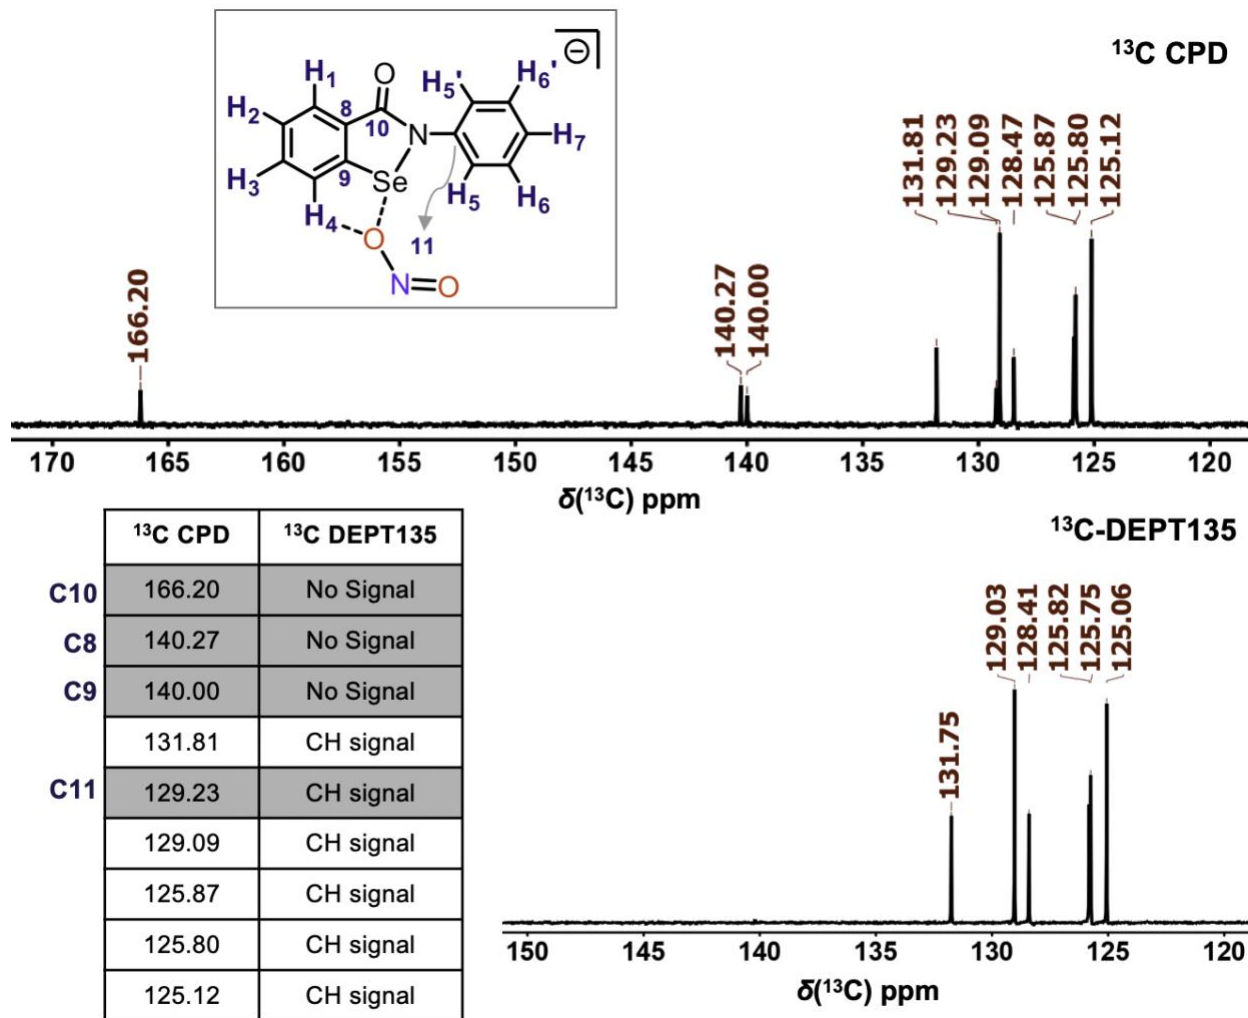 ¹³C CPD
H₁
O
⊖
H₂
8
10
N
H₅'
H₆'
H₇
H₃
9
Se
H₅
H₆
H₄
O
11
N
O
166.20
140.27
140.00
131.81
129.23
129.09
128.47
125.87
125.80
125.12
170 165 160 155 150 145 140 135 130 125 120
δ(¹³C) ppm
¹³C CPD ¹³C DEPT135
C10 166.20 No Signal
C8 140.27 No Signal
C9 140.00 No Signal
131.81 CH signal
C11 129.23 CH signal
129.09 CH signal
125.87 CH signal
125.80 CH signal
125.12 CH signal
¹³C-DEPT135
131.75
129.03
128.41
125.82
125.75
125.06
150 145 140 135 130 125 120
δ(¹³C) ppm